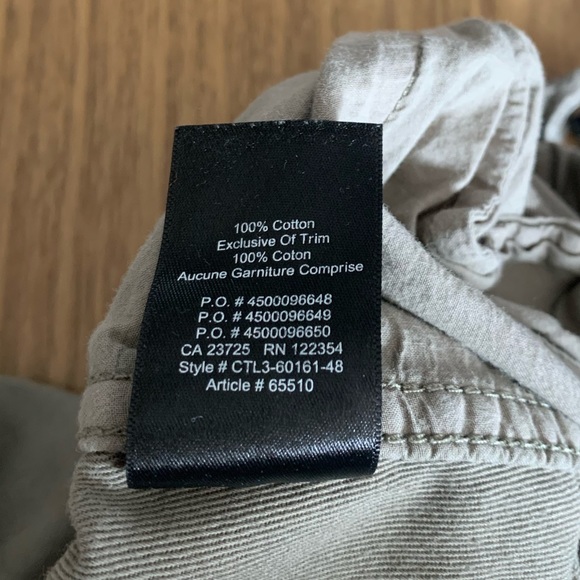 100% Cotton
Exclusive Of Trim
100% Coton
Aucune Garniture Comprise
P.O. # 4500096648
P.O. # 4500096649
P.O. # 4500096650
CA 23725 RN 122354
Style # CTL3-60161-48
Article # 65510